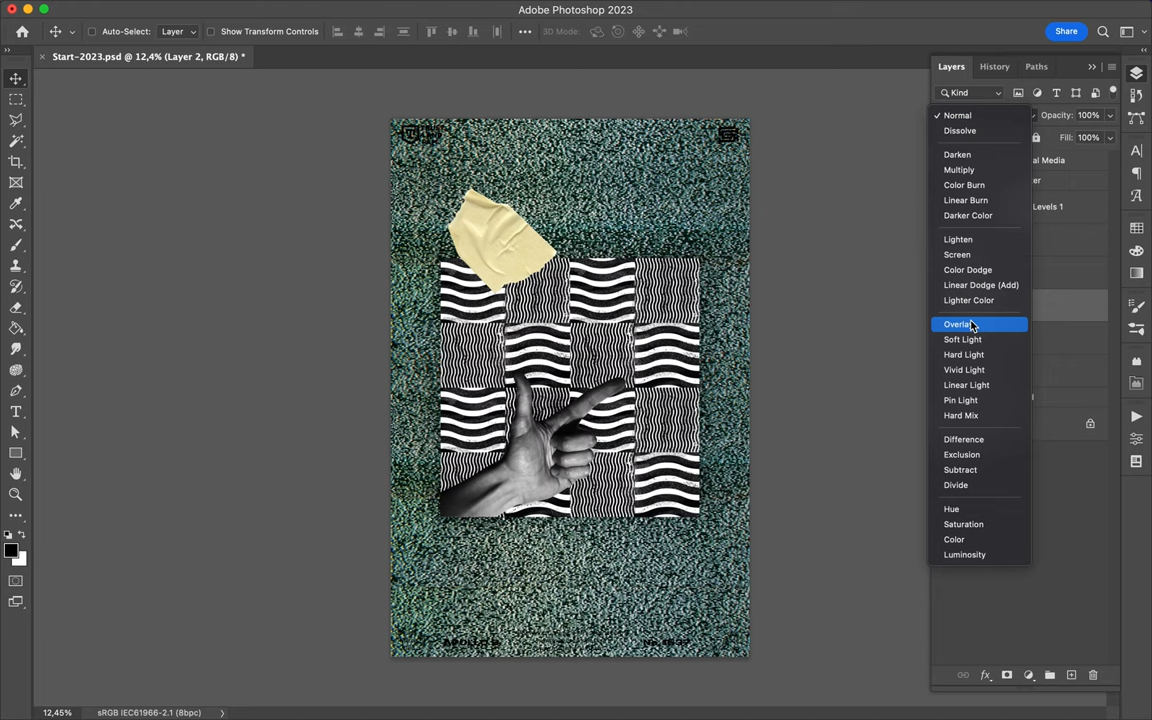 Adobe Photoshop 2023
Auto-Select: Layer Show Transform Controls 3D Mode: Share
Start-2023.psd @ 12,4% (Layer 2, RGB/8) *
Layers History Paths
Kind
Normal Opacity: 100%
Dissolve Fill: 100%
Darken
Multiply
Color Burn
Linear Burn
Darker Color
Lighten
Screen
Color Dodge
Linear Dodge (Add)
Lighter Color
Overlay
Soft Light
Hard Light
Vivid Light
Linear Light
Pin Light
Hard Mix
Difference
Exclusion
Subtract
Divide
Hue
Saturation
Color
Luminosity
al Media
er
Levels 1
12,45% sRGB IEC61966-2.1 (8bpc)